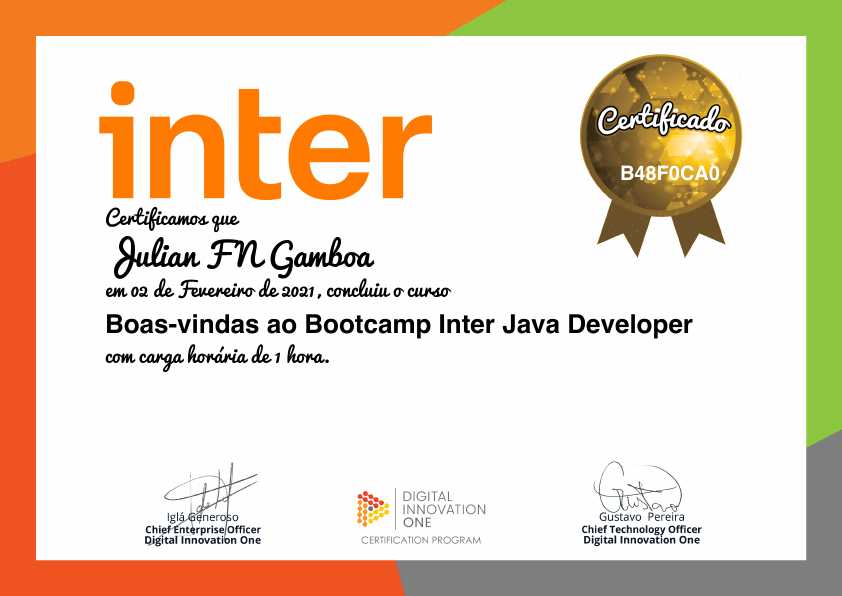 inter
Certificado
B48F0CA0
Certificamos que
Julian FN Gamboa
em 02 de Fevereiro de 2021, concluiu o curso
Boas-vindas ao Bootcamp Inter Java Developer
com carga horária de 1 hora.
Iglá Generoso
Chief Enterprise Officer
Digital Innovation One
DIGITAL
INNOVATION
ONE
CERTIFICATION PROGRAM
Gustavo Pereira
Chief Technology Officer
Digital Innovation One